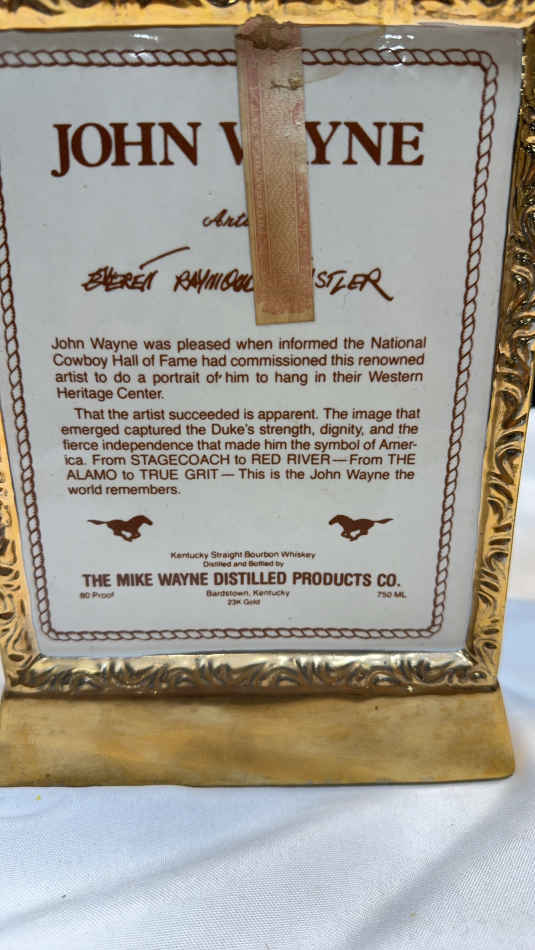 JOHN W YNE
EVERETT RAYMOND STLER
John Wayne was pleased when informed the National
Cowboy Hall of Fame had commissioned this renowned
artist to do a portrait of him to hang in their Western
Heritage Center.
That the artist succeeded is apparent. The image that
emerged captured the Duke's strength, dignity, and the
fierce independence that made him the symbol of Amer-
ica. From STAGECOACH to RED RIVER—From THE
ALAMO to TRUE GRIT — This is the John Wayne the
world remembers.
Kentucky Straight Bourbon Whiskey
Distilled and Bottled by
THE MIKE WAYNE DISTILLED PRODUCTS CO.
80 Proof Bardstown, Kentucky 750 ML
23K Gold